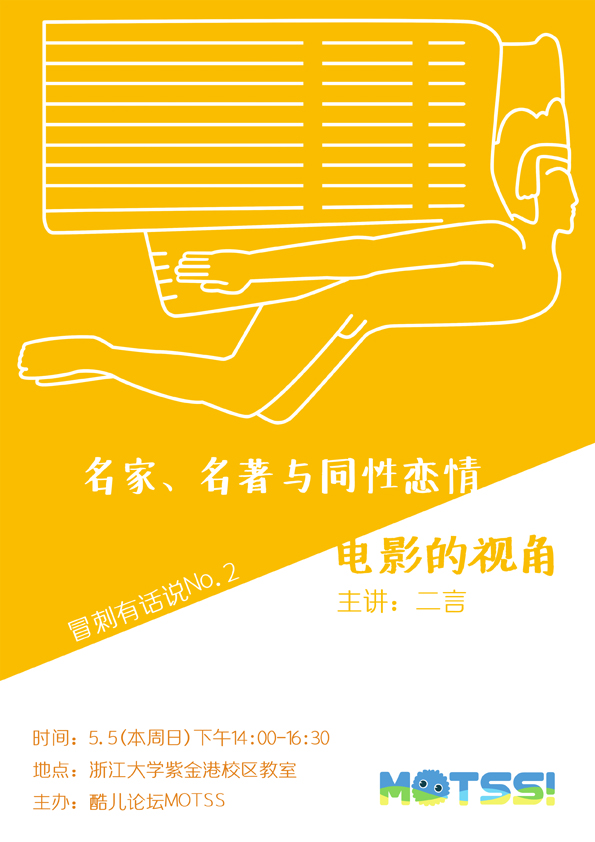 名家、名著与同性恋情
电影的视角
主讲：二言
冒刺有话说No.2
时间：5.5(本周日)下午14:00-16:30
地点：浙江大学紫金港校区教室
主办：酷儿论坛MOTSS
MOTSS!